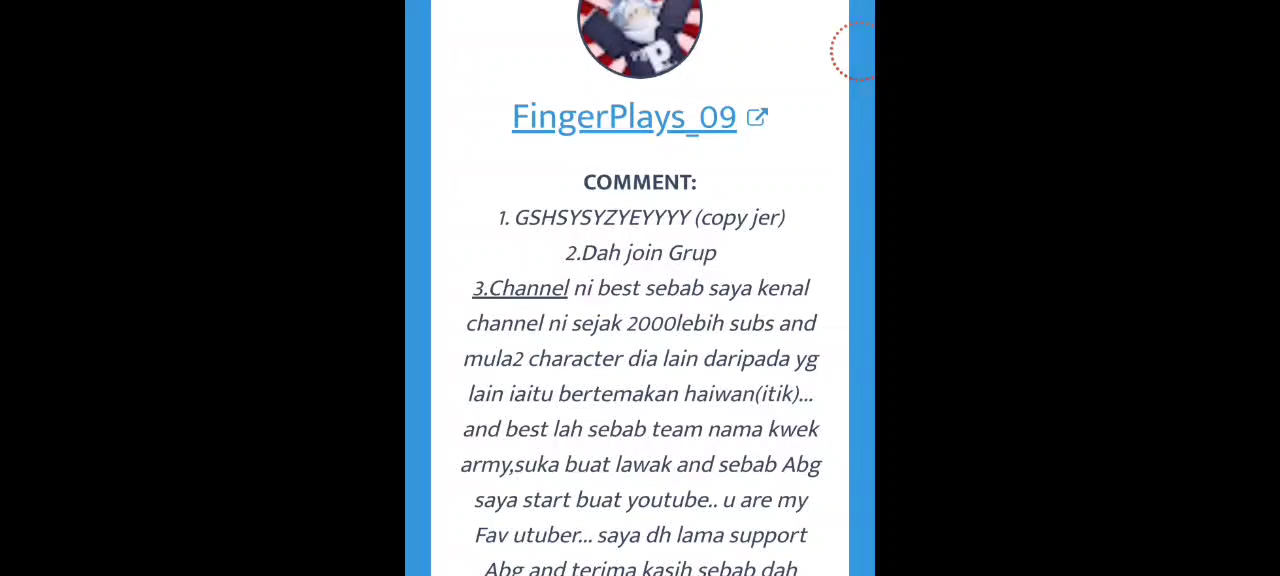 FingerPlays_09
COMMENT:
1. GSHSYSYZYEYYYY (copy jer)
2.Dah join Grup
3.Channel ni best sebab saya kenal
channel ni sejak 2000lebih subs and
mula2 character dia lain daripada yg
lain iaitu bertemakan haiwan(itik)...
and best lah sebab team nama kwek
army,suka buat lawak and sebab Abg
saya start buat youtube.. u are my
Fav utuber... saya dh lama support
Abg and terima kasih sebab dah